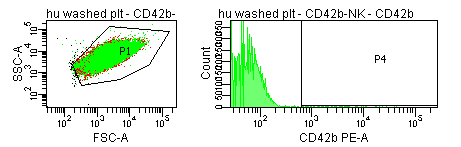 hu washed plt - CD42b-
SSC-A
10^2 10^3 10^4 10^5
P1
10^2 10^3 10^4 10^5
FSC-A
hu washed plt - CD42b-NK - CD42b
Count
P4
10^2 10^3 10^4 10^5
CD42b PE-A